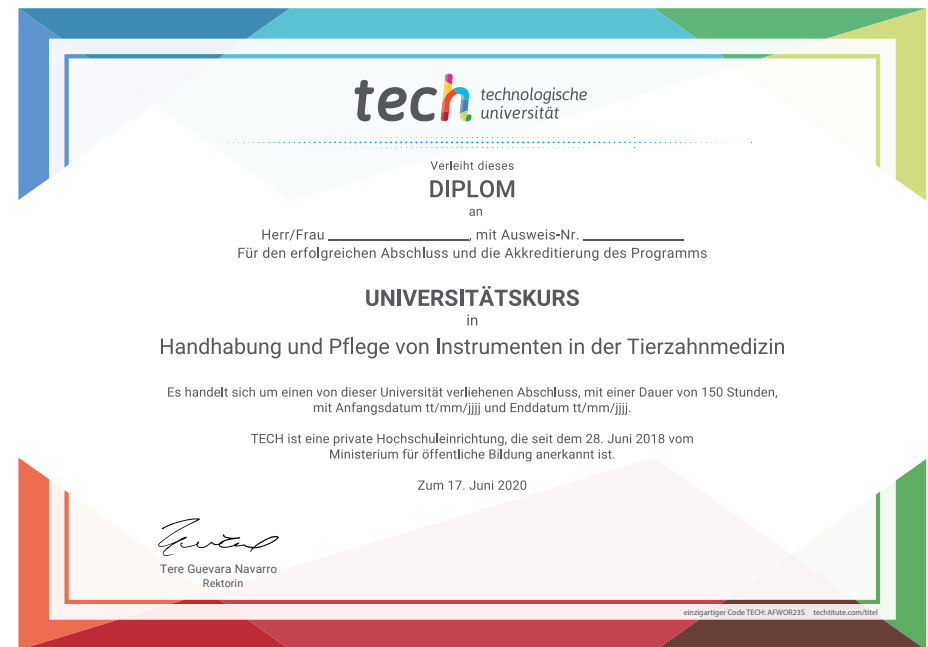 tech technologische
universität
Verleiht dieses
DIPLOM
an
Herr/Frau ____________________, mit Ausweis-Nr. ______________
Für den erfolgreichen Abschluss und die Akkreditierung des Programms
UNIVERSITÄTSKURS
in
Handhabung und Pflege von Instrumenten in der Tierzahnmedizin
Es handelt sich um einen von dieser Universität verliehenen Abschluss, mit einer Dauer von 150 Stunden,
mit Anfangsdatum tt/mm/jjjj und Enddatum tt/mm/jjjj.
TECH ist eine private Hochschuleinrichtung, die seit dem 28. Juni 2018 vom
Ministerium für öffentliche Bildung anerkannt ist.
Zum 17. Juni 2020
Tere Guevara Navarro
Rektorin
einzigartiger Code TECH: AFWOR23S techtitute.com/titel